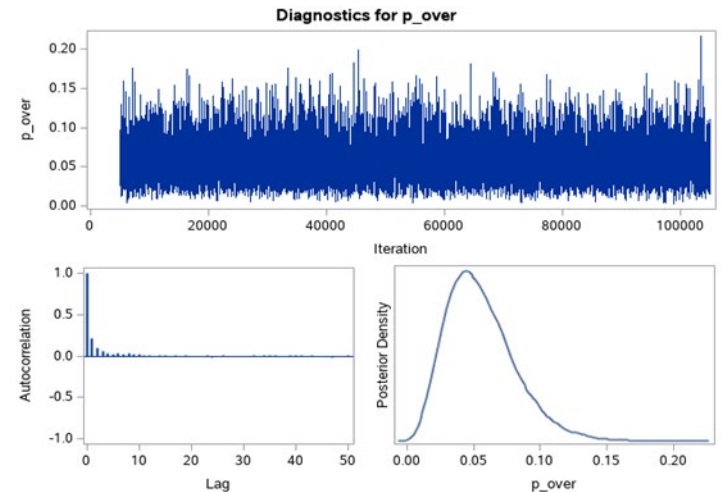 Diagnostics for p_over
p_over
0.20
0.15
0.10
0.05
0.00
0 20000 40000 60000 80000 100000
Iteration
Autocorrelation
1.0
0.5
0.0
-0.5
-1.0
0 10 20 30 40 50
Lag
Posterior Density
0.00 0.05 0.10 0.15 0.20
p_over